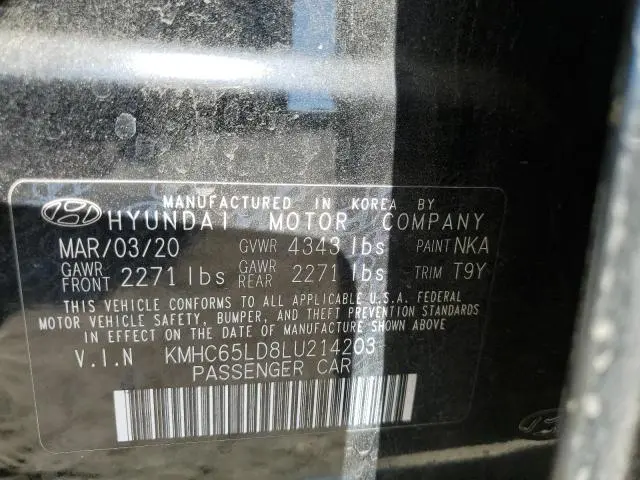 MANUFACTURED IN KOREA BY
HYUNDAI MOTOR COMPANY
MAR/03/20 GVWR 4343 lbs PAINT NKA
GAWR FRONT 2271 lbs GAWR REAR 2271 lbs TRIM T9Y
THIS VEHICLE CONFORMS TO ALL APPLICABLE U.S.A. FEDERAL
MOTOR VEHICLE SAFETY, BUMPER, AND THEFT PREVENTION STANDARDS
IN EFFECT ON THE DATE OF MANUFACTURE SHOWN ABOVE
V.I.N KMHC65LD8LU214203
PASSENGER CAR